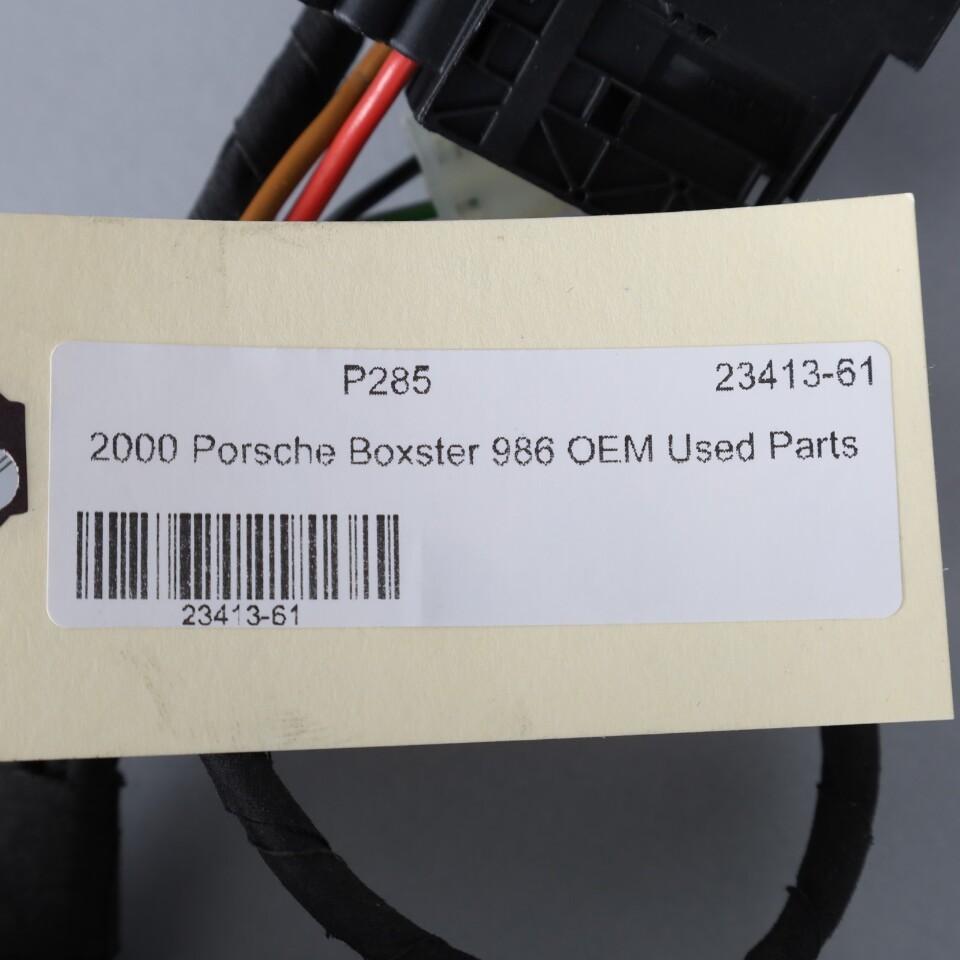 P285 23413-61
2000 Porsche Boxster 986 OEM Used Parts
23413-61